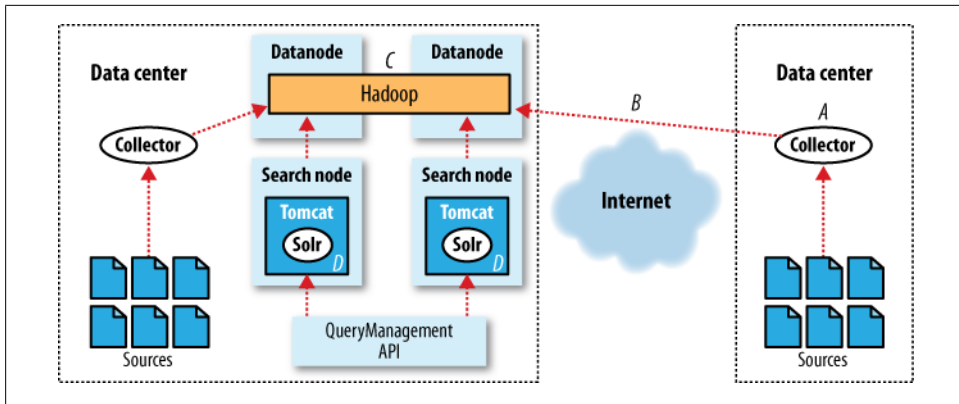 Datanode
C
Datanode
Data center
Hadoop
Data center
B
A
Collector
Collector
Search node
Search node
Internet
Tomcat
Tomcat
Solr
Solr
D
D
QueryManagement
API
Sources
Sources